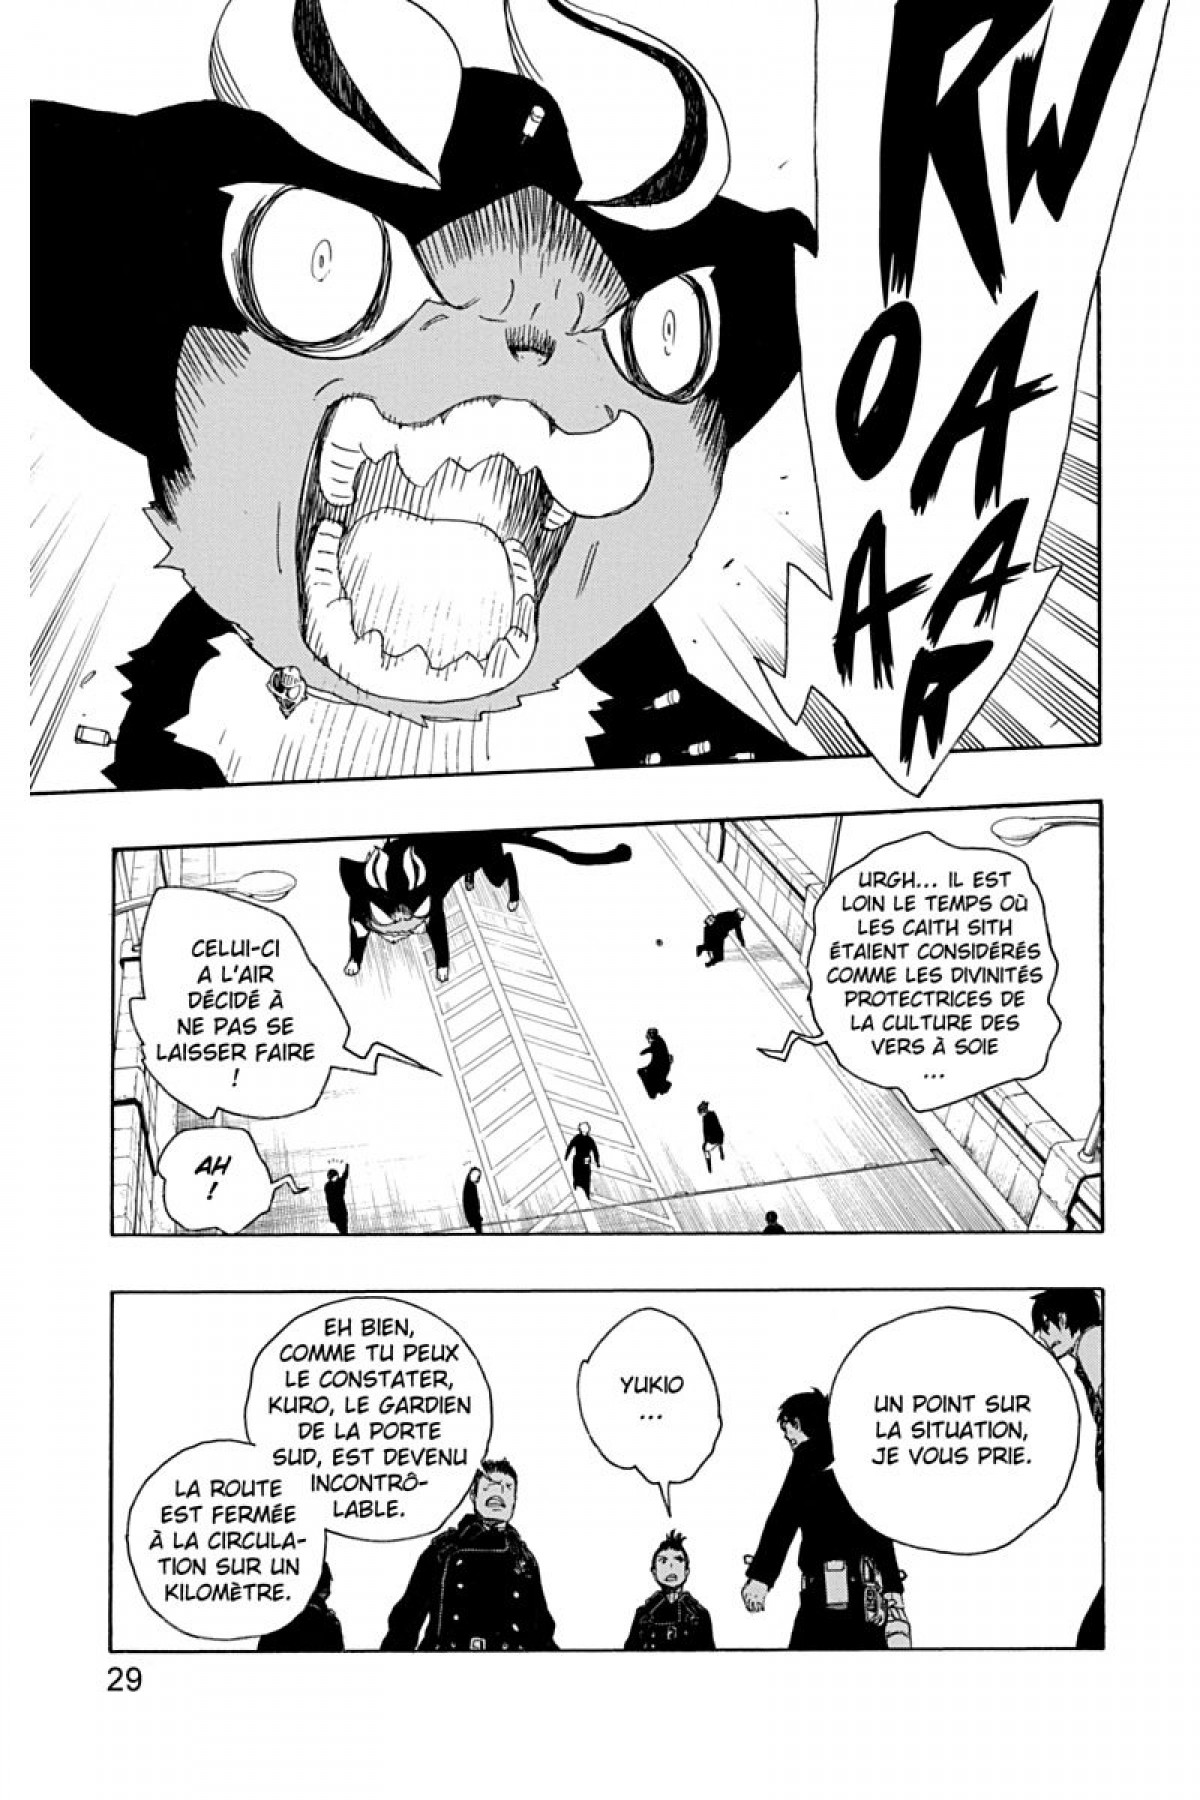 RW
OA
AA
R
URGH... IL EST
LOIN LE TEMPS OÙ
LES CAITH SITH
ÉTAIENT CONSIDÉRÉS
COMME LES DIVINITÉS
PROTECTRICES DE
LA CULTURE DES
VERS À SOIE
...
CELUI-CI
A L'AIR
DÉCIDÉ À
NE PAS SE
LAISSER FAIRE
!
AH
!
UN POINT SUR
LA SITUATION,
JE VOUS PRIE.
YUKIO
...
EH BIEN,
COMME TU PEUX
LE CONSTATER,
KURO, LE GARDIEN
DE LA PORTE
SUD, EST DEVENU
INCONTRÔ-
LABLE.
LA ROUTE
EST FERMÉE
À LA CIRCULA-
TION SUR UN
KILOMÈTRE.
29